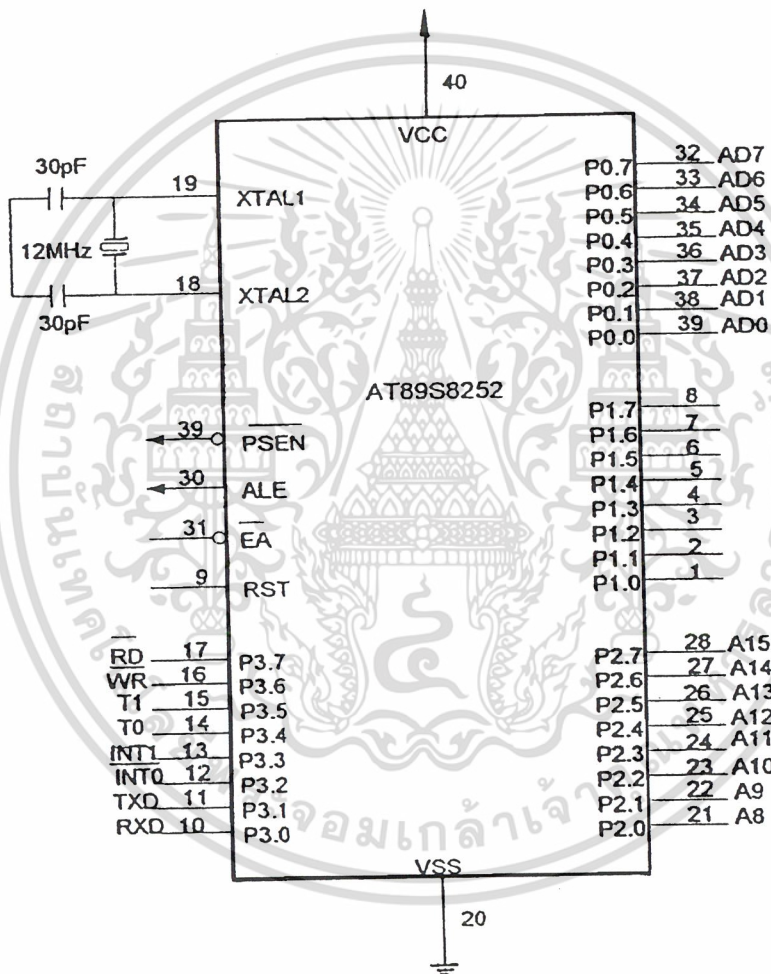 40
VCC
30pF
19 XTAL1
12MHz
18 XTAL2
30pF
P0.7 32 AD7
P0.6 33 AD6
P0.5 34 AD5
P0.4 35 AD4
P0.3 36 AD3
P0.2 37 AD2
P0.1 38 AD1
P0.0 39 AD0
AT89S8252
39 PSEN
30 ALE
31 EA
9 RST
P1.7 8
P1.6 7
P1.5 6
P1.4 5
P1.3 4
P1.2 3
P1.1 2
P1.0 1
RD 17 P3.7
WR 16 P3.6
T1 15 P3.5
T0 14 P3.4
INT1 13 P3.3
INT0 12 P3.2
TXD 11 P3.1
RXD 10 P3.0
P2.7 28 A15
P2.6 27 A14
P2.5 26 A13
P2.4 25 A12
P2.3 24 A11
P2.2 23 A10
P2.1 22 A9
P2.0 21 A8
VSS
20